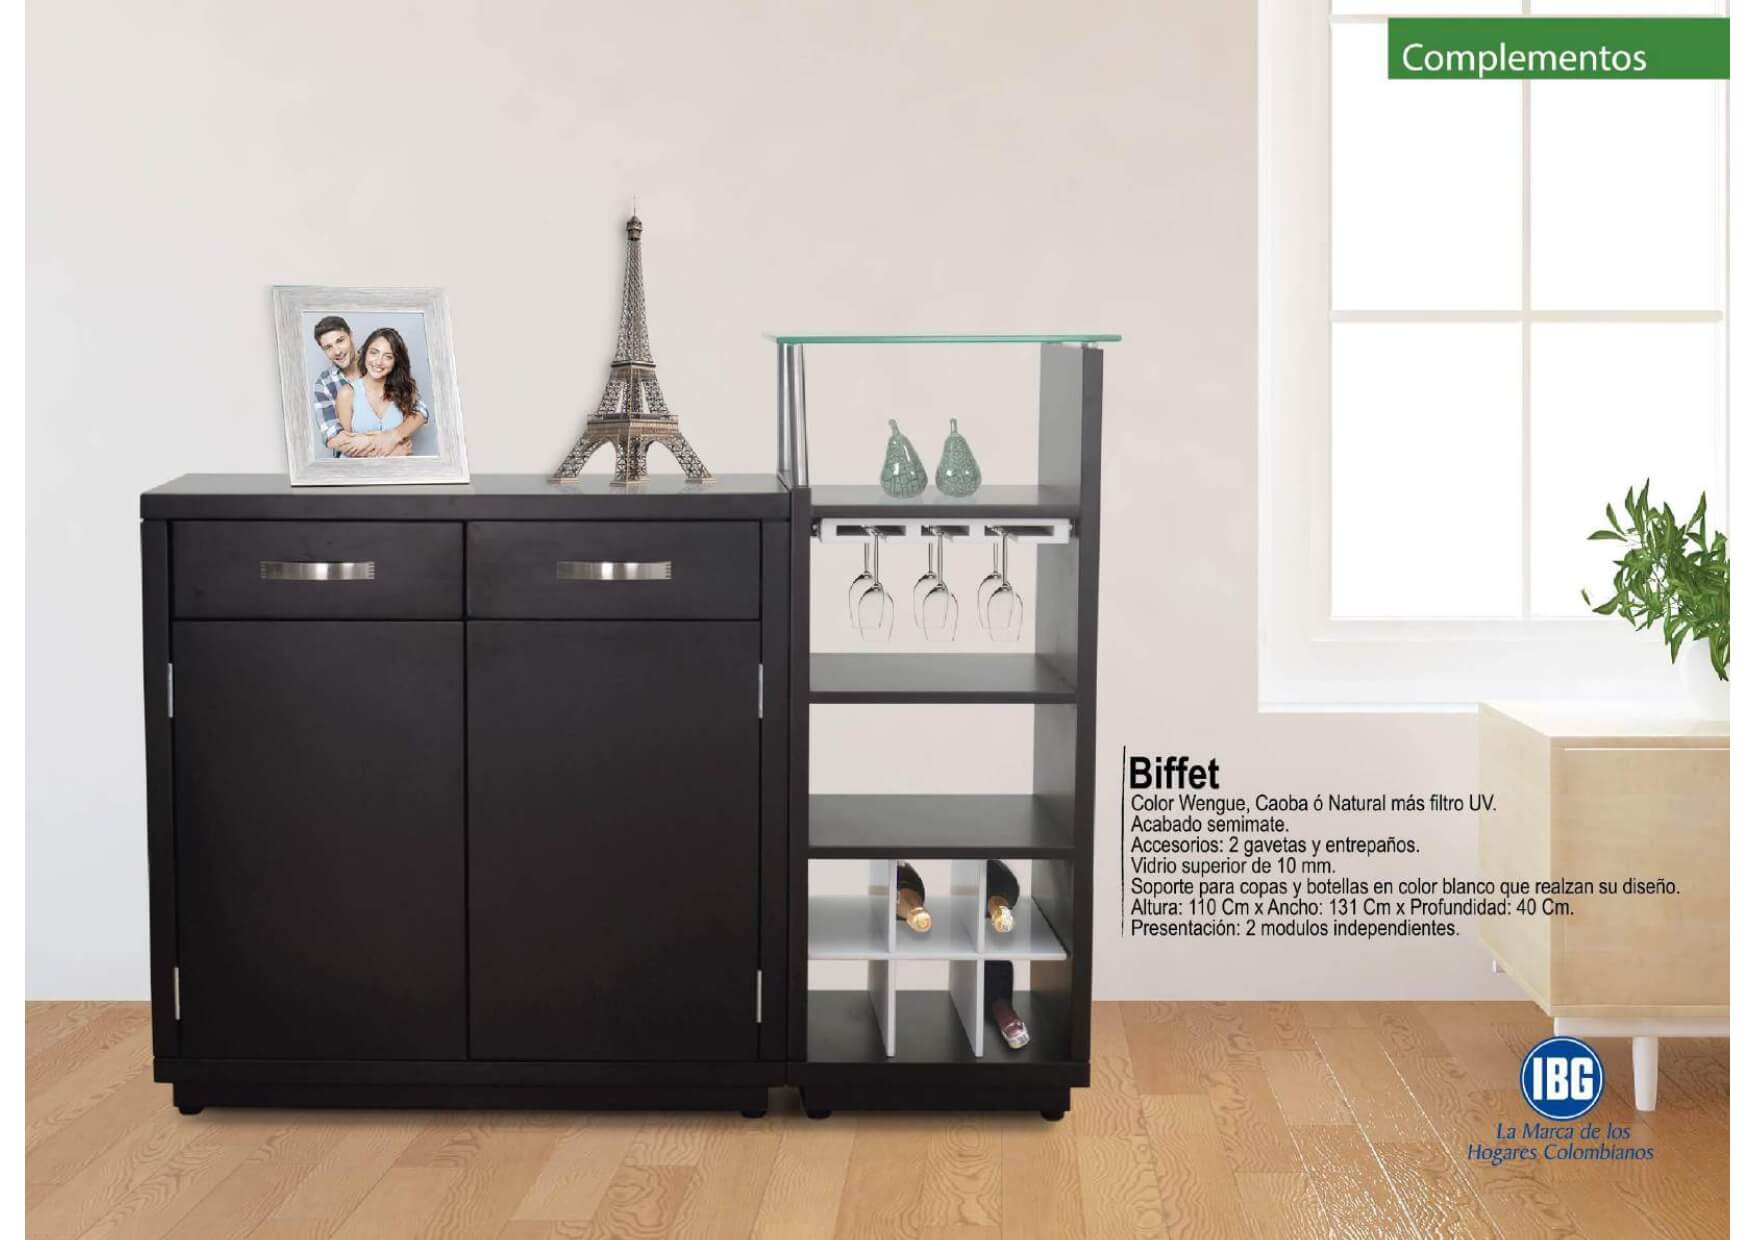 Complementos
Biffet
Color Wengue, Caoba ó Natural más filtro UV.
Acabado semimate.
Accesorios: 2 gavetas y entrepaños.
Vidrio superior de 10 mm.
Soporte para copas y botellas en color blanco que realzan su diseño.
Altura: 110 Cm x Ancho: 131 Cm x Profundidad: 40 Cm.
Presentación: 2 modulos independientes.
IBG
La Marca de los
Hogares Colombianos